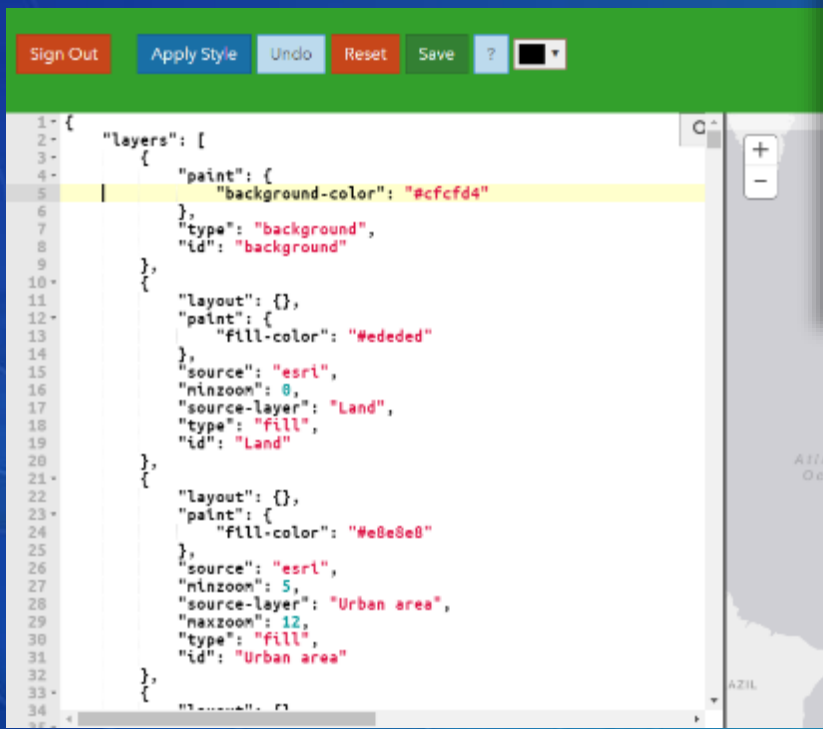 Sign Out Apply Style Undo Reset Save ?
1 {
2 "layers": [
3 {
4 "paint": {
5 "background-color": "#cfcfd4"
6 },
7 "type": "background",
8 "id": "background"
9 },
10 {
11 "layout": {},
12 "paint": {
13 "fill-color": "#ededed"
14 },
15 "source": "esri",
16 "minzoom": 0,
17 "source-layer": "Land",
18 "type": "fill",
19 "id": "Land"
20 },
21 {
22 "layout": {},
23 "paint": {
24 "fill-color": "#e8e8e8"
25 },
26 "source": "esri",
27 "minzoom": 5,
28 "source-layer": "Urban area",
29 "maxzoom": 12,
30 "type": "fill",
31 "id": "Urban area"
32 },
33 {
34
+
−
AZIL